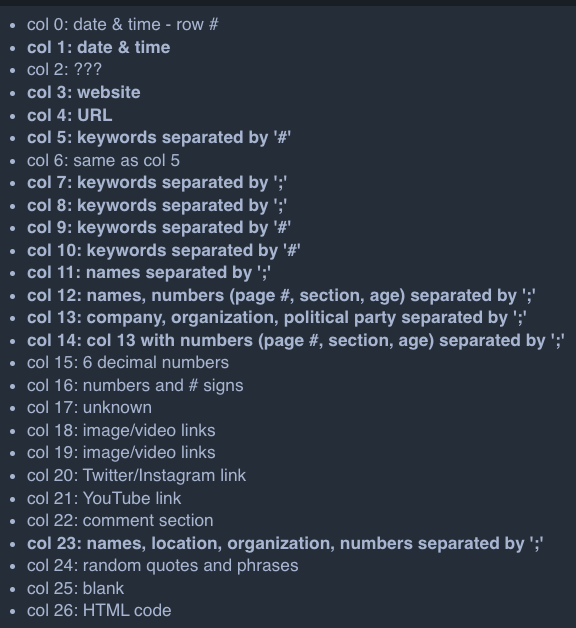 col 0: date & time - row #
col 1: date & time
col 2: ???
col 3: website
col 4: URL
col 5: keywords separated by '#'
col 6: same as col 5
col 7: keywords separated by ';'
col 8: keywords separated by ';'
col 9: keywords separated by '#'
col 10: keywords separated by '#'
col 11: names separated by ';'
col 12: names, numbers (page #, section, age) separated by ';'
col 13: company, organization, political party separated by ';'
col 14: col 13 with numbers (page #, section, age) separated by ';'
col 15: 6 decimal numbers
col 16: numbers and # signs
col 17: unknown
col 18: image/video links
col 19: image/video links
col 20: Twitter/Instagram link
col 21: YouTube link
col 22: comment section
col 23: names, location, organization, numbers separated by ';'
col 24: random quotes and phrases
col 25: blank
col 26: HTML code